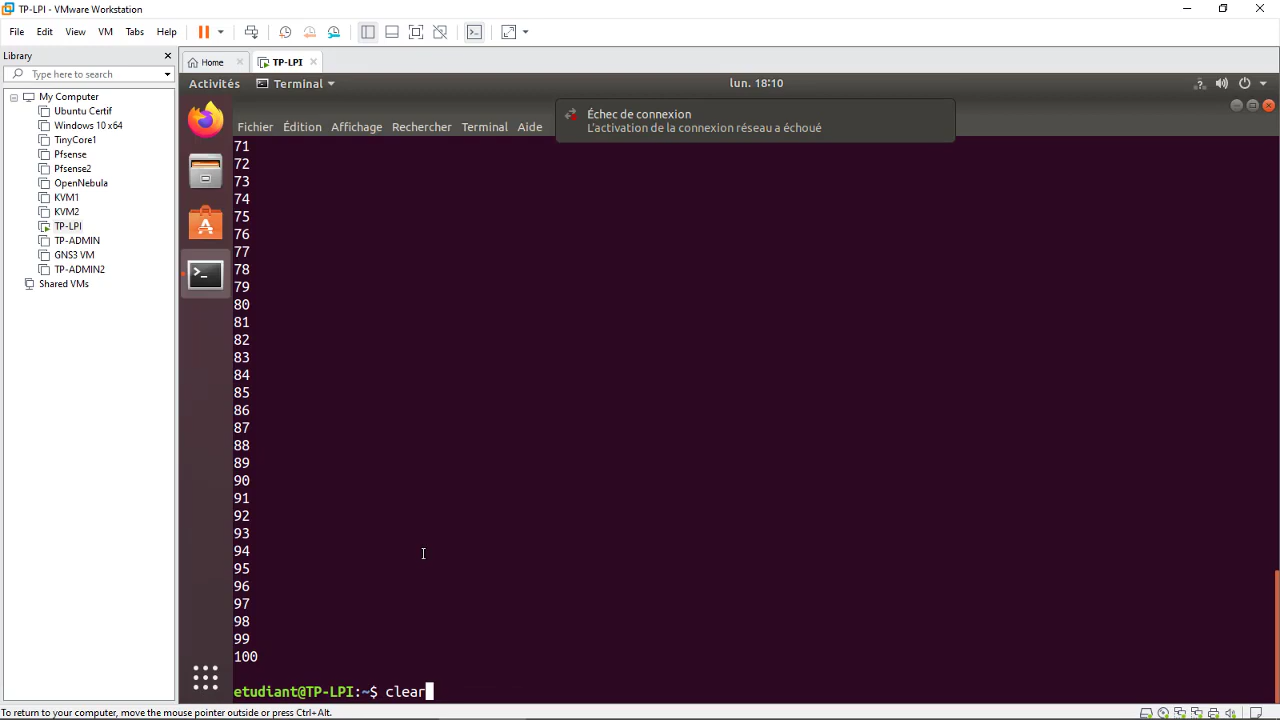 TP-LPI - VMware Workstation
File Edit View VM Tabs Help
Library
Type here to search
My Computer
Ubuntu Certif
Windows 10 x64
TinyCore1
Pfsense
Pfsense2
OpenNebula
KVM1
KVM2
TP-LPI
TP-ADMIN
GNS3 VM
TP-ADMIN2
Shared VMs
Home TP-LPI
Activités Terminal lun. 18:10
Échec de connexion
L'activation de la connexion réseau a échoué
Fichier Édition Affichage Rechercher Terminal Aide
71
72
73
74
75
76
77
78
79
80
81
82
83
84
85
86
87
88
89
90
91
92
93
94
95
96
97
98
99
100
etudiant@TP-LPI:~$ clear
To return to your computer, move the mouse pointer outside or press Ctrl+Alt.